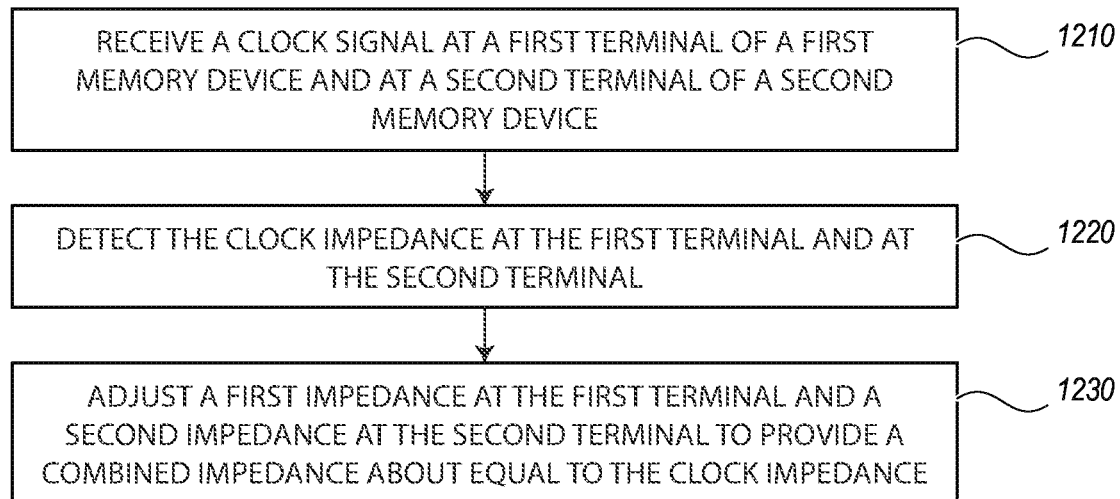 RECEIVE A CLOCK SIGNAL AT A FIRST TERMINAL OF A FIRST
MEMORY DEVICE AND AT A SECOND TERMINAL OF A SECOND
MEMORY DEVICE
1210
DETECT THE CLOCK IMPEDANCE AT THE FIRST TERMINAL AND AT
THE SECOND TERMINAL
1220
ADJUST A FIRST IMPEDANCE AT THE FIRST TERMINAL AND A
SECOND IMPEDANCE AT THE SECOND TERMINAL TO PROVIDE A
COMBINED IMPEDANCE ABOUT EQUAL TO THE CLOCK IMPEDANCE
1230